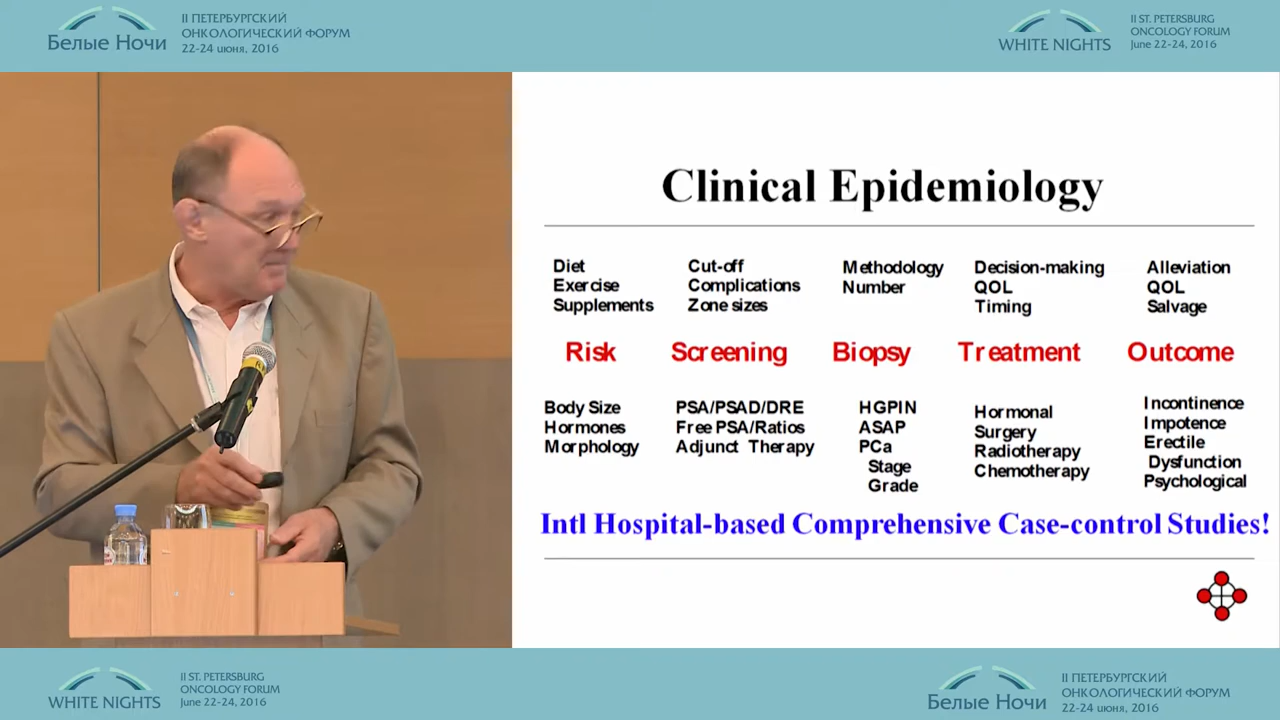 Белые Ночи
II ПЕТЕРБУРГСКИЙ
ОНКОЛОГИЧЕСКИЙ ФОРУМ
22-24 июня, 2016
WHITE NIGHTS
II ST. PETERSBURG
ONCOLOGY FORUM
June 22-24, 2016
Clinical Epidemiology
Diet
Exercise
Supplements
Cut-off
Complications
Zone sizes
Methodology
Number
Decision-making
QOL
Timing
Alleviation
QOL
Salvage
Risk Screening Biopsy Treatment Outcome
Body Size
Hormones
Morphology
PSA/PSAD/DRE
Free PSA/Ratios
Adjunct Therapy
HGPIN
ASAP
PCa
Stage
Grade
Hormonal
Surgery
Radiotherapy
Chemotherapy
Incontinence
Impotence
Erectile
Dysfunction
Psychological
Intl Hospital-based Comprehensive Case-control Studies!
WHITE NIGHTS
II ST. PETERSBURG
ONCOLOGY FORUM
June 22-24, 2016
Белые Ночи
II ПЕТЕРБУРГСКИЙ
ОНКОЛОГИЧЕСКИЙ ФОРУМ
22-24 июня, 2016